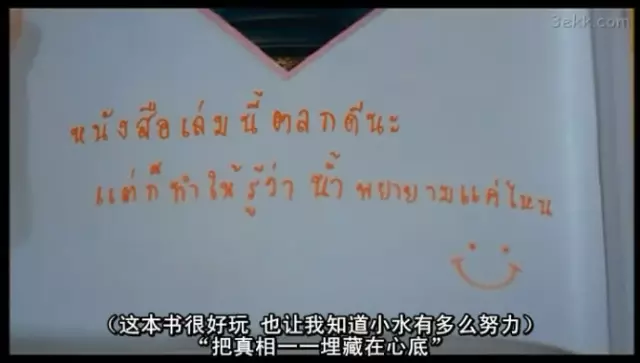 3ekk.com
หนังสือเล่มนี้ตลกดีนะ
แต่ก็ทำให้รู้ว่า น้ำ พยายามแค่ไหน
（这本书很好玩 也让我知道小水有多么努力）
“把真相——埋藏在心底”